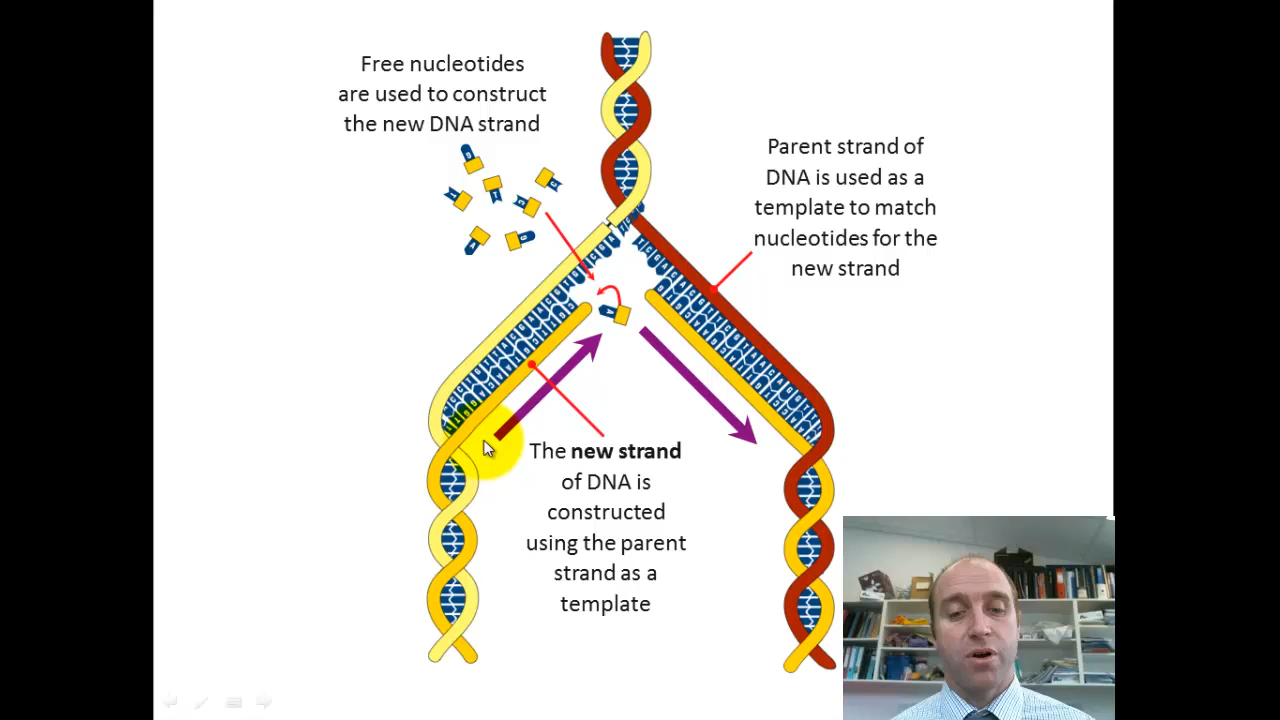 Free nucleotides
are used to construct
the new DNA strand
Parent strand of
DNA is used as a
template to match
nucleotides for the
new strand
The new strand
of DNA is
constructed
using the parent
strand as a
template